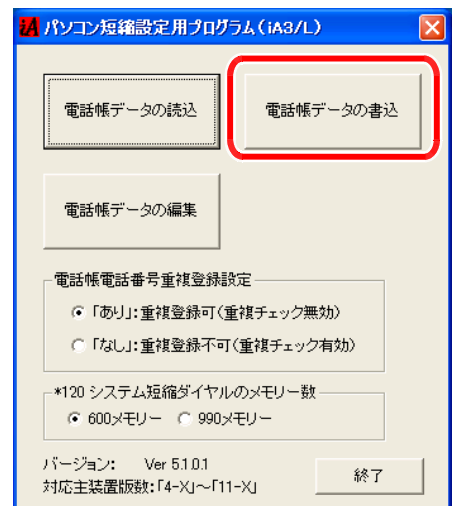 iA パソコン短縮設定用プログラム(iA3/L)
電話帳データの読込
電話帳データの書込
電話帳データの編集
電話帳電話番号重複登録設定
「あり」:重複登録可(重複チェック無効)
「なし」:重複登録不可(重複チェック有効)
*120 システム短縮ダイヤルのメモリー数
600メモリー 990メモリー
バージョン: Ver 5.1.0.1
対応主装置版数:「4-X」~「11-X」
終了